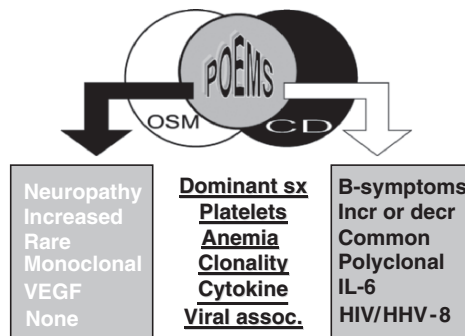 POEMS
OSM
CD
Neuropathy Dominant sx B-symptoms
Increased Platelets Incr or decr
Rare Anemia Common
Monoclonal Clonality Polyclonal
VEGF Cytokine IL-6
None Viral assoc. HIV/HHV-8